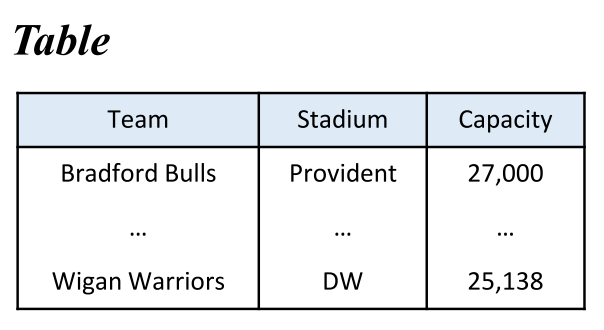 Table
Team Stadium Capacity
Bradford Bulls Provident 27,000
... ... ...
Wigan Warriors DW 25,138